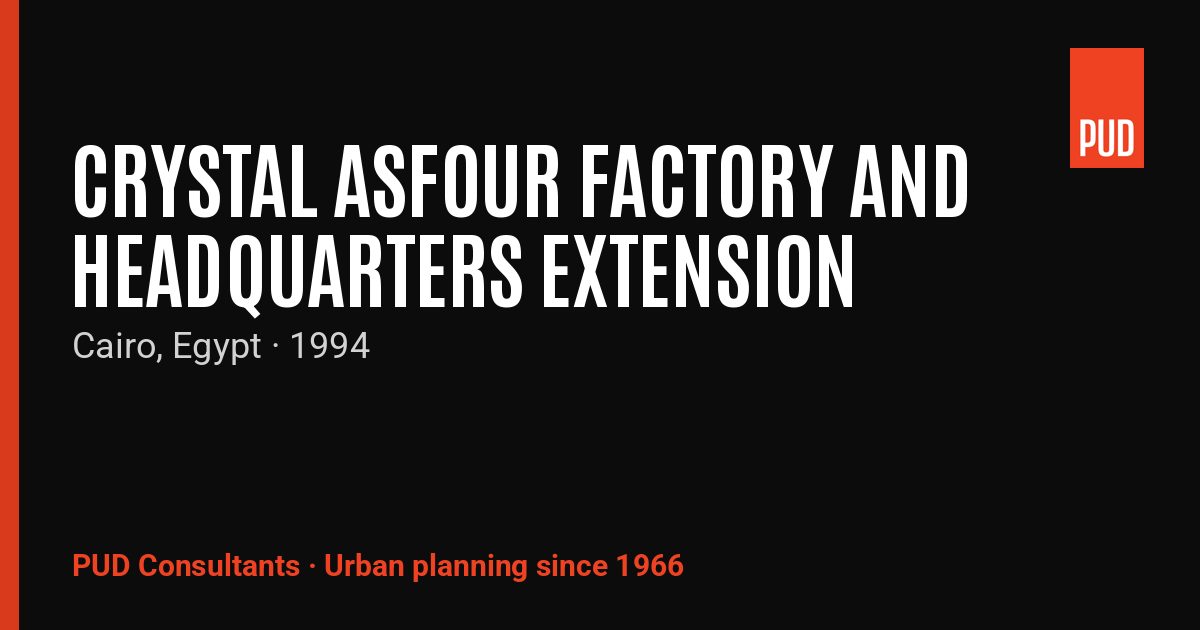 PUD
CRYSTAL ASFOUR FACTORY AND
HEADQUARTERS EXTENSION
Cairo, Egypt · 1994
PUD Consultants · Urban planning since 1966